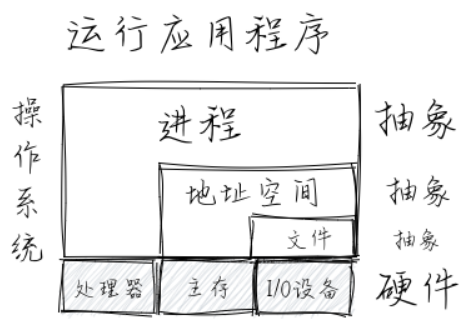 运行应用程序
操作系统
进程
抽象
地址空间
抽象
文件
抽象
处理器
主存
I/O设备
硬件